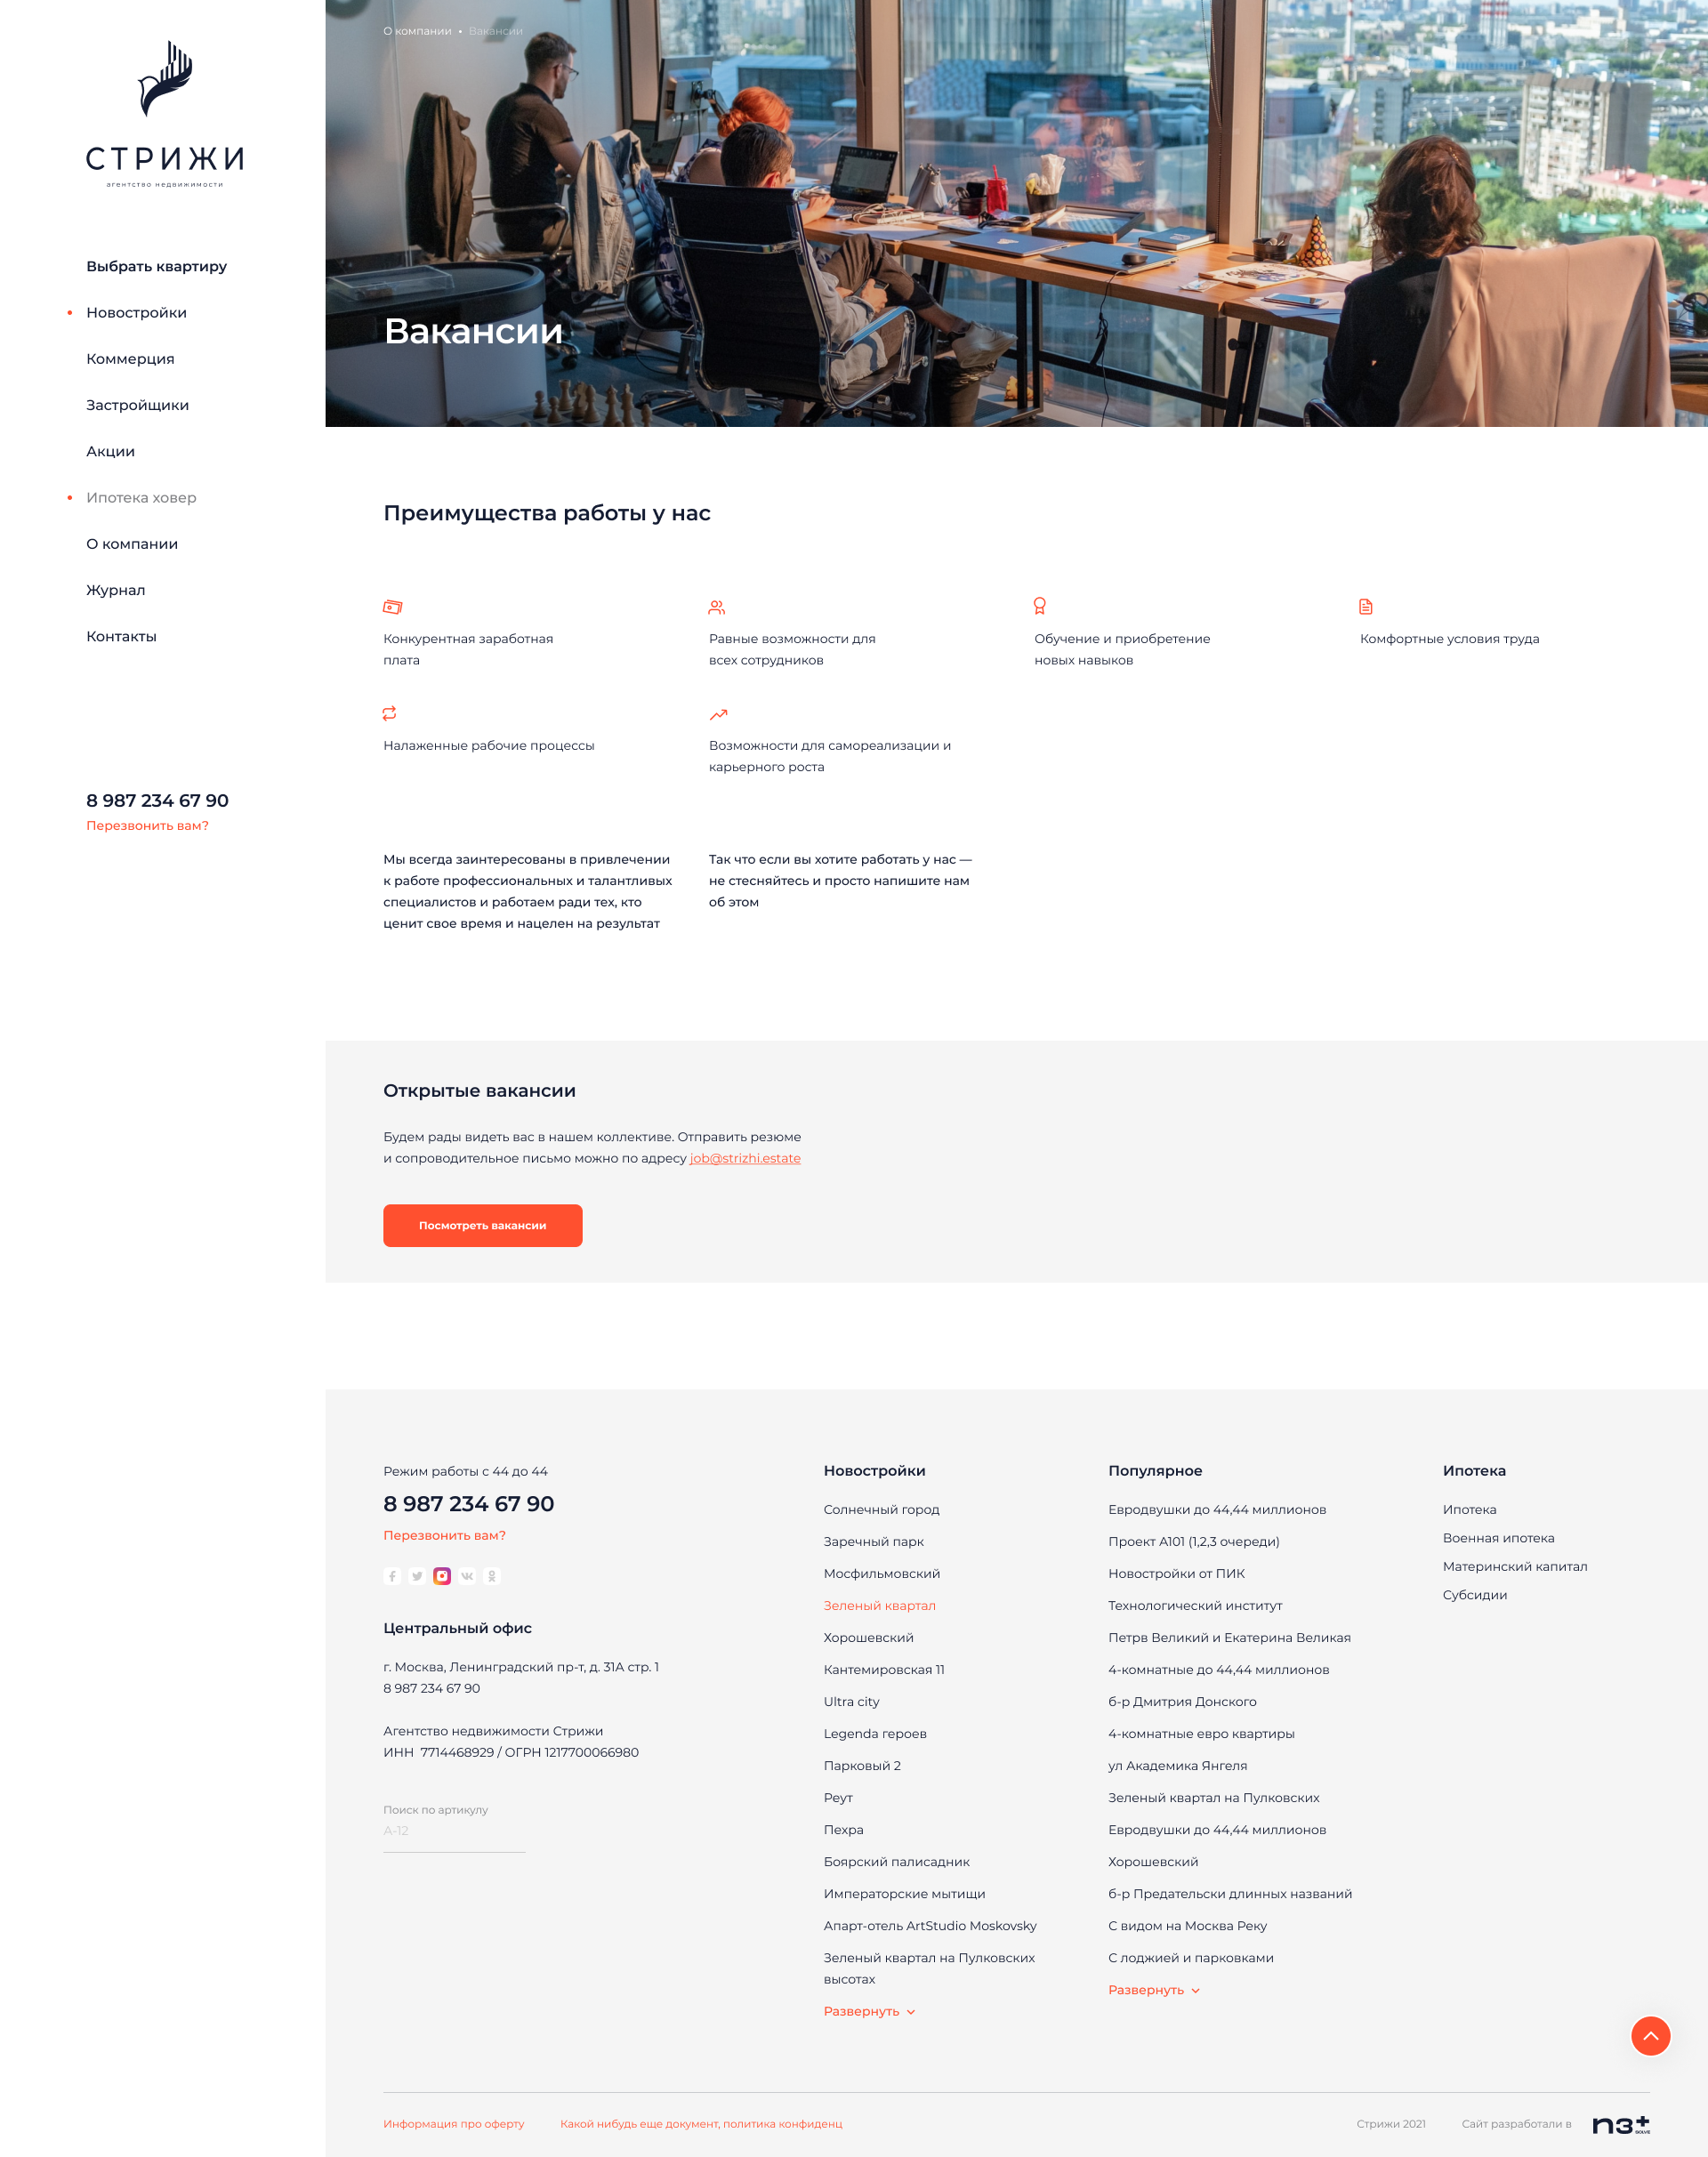 СТРИЖИ
агентство недвижимости
Выбрать квартиру
Новостройки
Коммерция
Застройщики
Акции
Ипотека ховер
О компании
Журнал
Контакты
8 987 234 67 90
Перезвонить вам?
О компании • Вакансии
Вакансии
Преимущества работы у нас
Конкурентная заработная
плата
Равные возможности для
всех сотрудников
Обучение и приобретение
новых навыков
Комфортные условия труда
Налаженные рабочие процессы
Возможности для самореализации и
карьерного роста
Мы всегда заинтересованы в привлечении
к работе профессиональных и талантливых
специалистов и работаем ради тех, кто
ценит свое время и нацелен на результат
Так что если вы хотите работать у нас —
не стесняйтесь и просто напишите нам
об этом
Открытые вакансии
Будем рады видеть вас в нашем коллективе. Отправить резюме
и сопроводительное письмо можно по адресу job@strizhi.estate
Посмотреть вакансии
Режим работы с 44 до 44
8 987 234 67 90
Перезвонить вам?
Центральный офис
г. Москва, Ленинградский пр-т, д. 31А стр. 1
8 987 234 67 90
Агентство недвижимости Стрижи
ИНН 7714468929 / ОГРН 1217700066980
Поиск по артикулу
А-12
Новостройки
Солнечный город
Заречный парк
Мосфильмовский
Зеленый квартал
Хорошевский
Кантемировская 11
Ultra city
Legenda героев
Парковый 2
Реут
Пехра
Боярский палисадник
Императорские мытищи
Апарт-отель ArtStudio Moskovsky
Зеленый квартал на Пулковских
высотах
Развернуть
Популярное
Евродвушки до 44,44 миллионов
Проект А101 (1,2,3 очереди)
Новостройки от ПИК
Технологический институт
Петрв Великий и Екатерина Великая
4-комнатные до 44,44 миллионов
б-р Дмитрия Донского
4-комнатные евро квартиры
ул Академика Янгеля
Зеленый квартал на Пулковских
Евродвушки до 44,44 миллионов
Хорошевский
б-р Предательски длинных названий
С видом на Москва Реку
С лоджией и парковками
Развернуть
Ипотека
Ипотека
Военная ипотека
Материнский капитал
Субсидии
Информация про оферту
Какой нибудь еще документ, политика конфиденц
Стрижи 2021
Сайт разработали в
n3+
SOLVE